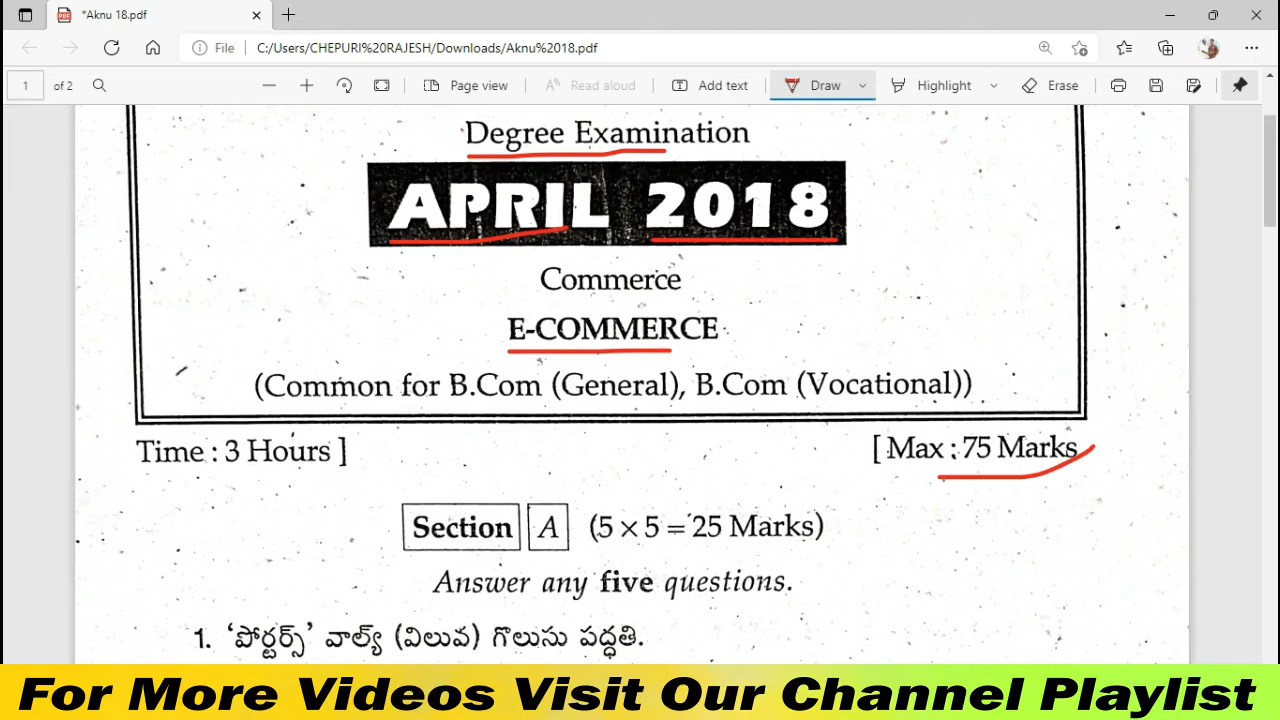 *Aknu 18.pdf
File C:/Users/CHEPURI%20RAJESH/Downloads/Aknu%2018.pdf
1 of 2 Page view Read aloud Add text Draw Highlight Erase
Degree Examination
APRIL 2018
Commerce
E-COMMERCE
(Common for B.Com (General), B.Com (Vocational))
Time : 3 Hours ] [ Max : 75 Marks
Section A (5 × 5 = 25 Marks)
Answer any five questions.
1. ‘పోర్టర్స్’ వాల్య్ (విలువ) గొలుసు పద్ధతి.
For More Videos Visit Our Channel Playlist